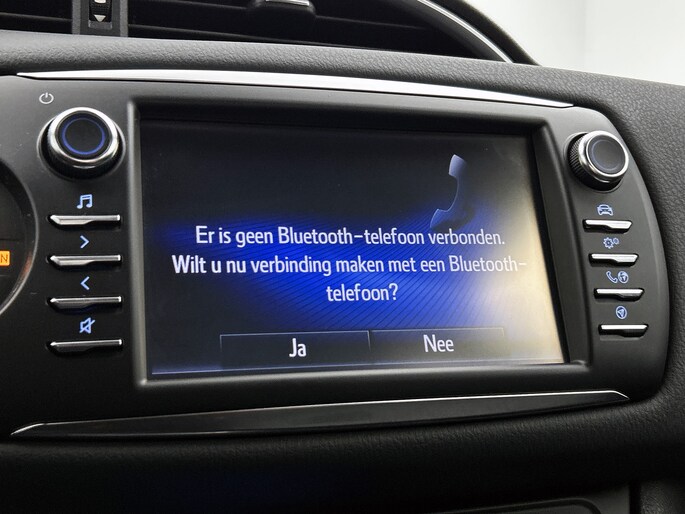 Er is geen Bluetooth-telefoon verbonden.
Wilt u nu verbinding maken met een Bluetooth-
telefoon?
Ja
Nee